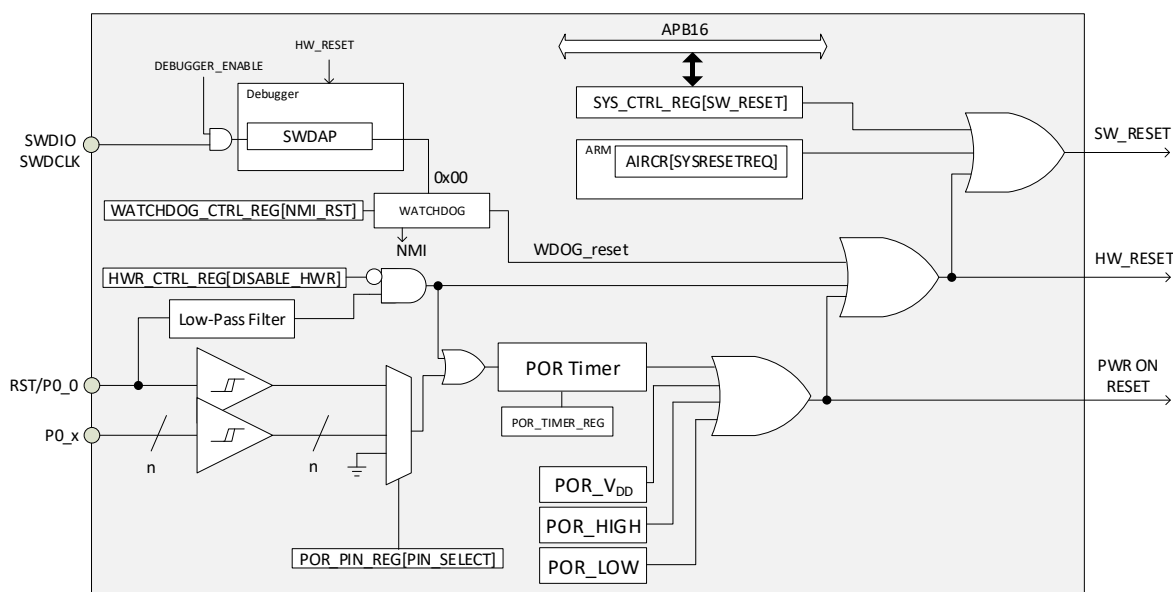 APB16
HW_RESET
DEBUGGER_ENABLE
Debugger
SYS_CTRL_REG[SW_RESET]
SWDIO
SWDCLK
SWDAP
SW_RESET
ARM
AIRCR[SYSRESETREQ]
0x00
WATCHDOG_CTRL_REG[NMI_RST]
WATCHDOG
NMI
WDOG_reset
HW_RESET
HWR_CTRL_REG[DISABLE_HWR]
Low-Pass Filter
RST/P0_0
POR Timer
PWR ON
RESET
POR_TIMER_REG
P0_x
n
n
POR_VDD
POR_HIGH
POR_PIN_REG[PIN_SELECT]
POR_LOW